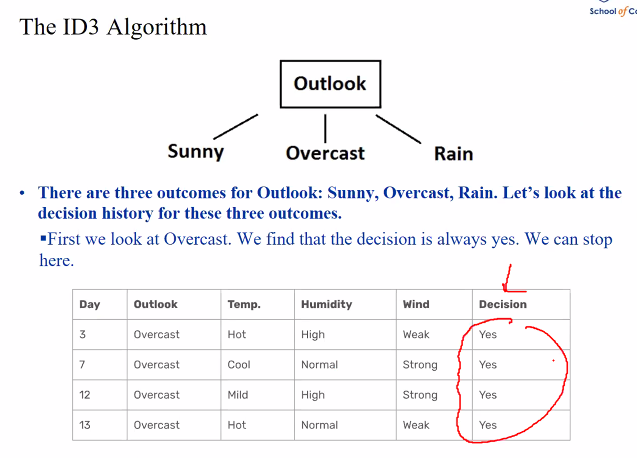 School of Co
The ID3 Algorithm
Outlook
Sunny Overcast Rain
• There are three outcomes for Outlook: Sunny, Overcast, Rain. Let’s look at the
decision history for these three outcomes.
▪First we look at Overcast. We find that the decision is always yes. We can stop
here.
Day Outlook Temp. Humidity Wind Decision
3 Overcast Hot High Weak Yes
7 Overcast Cool Normal Strong Yes
12 Overcast Mild High Strong Yes
13 Overcast Hot Normal Weak Yes